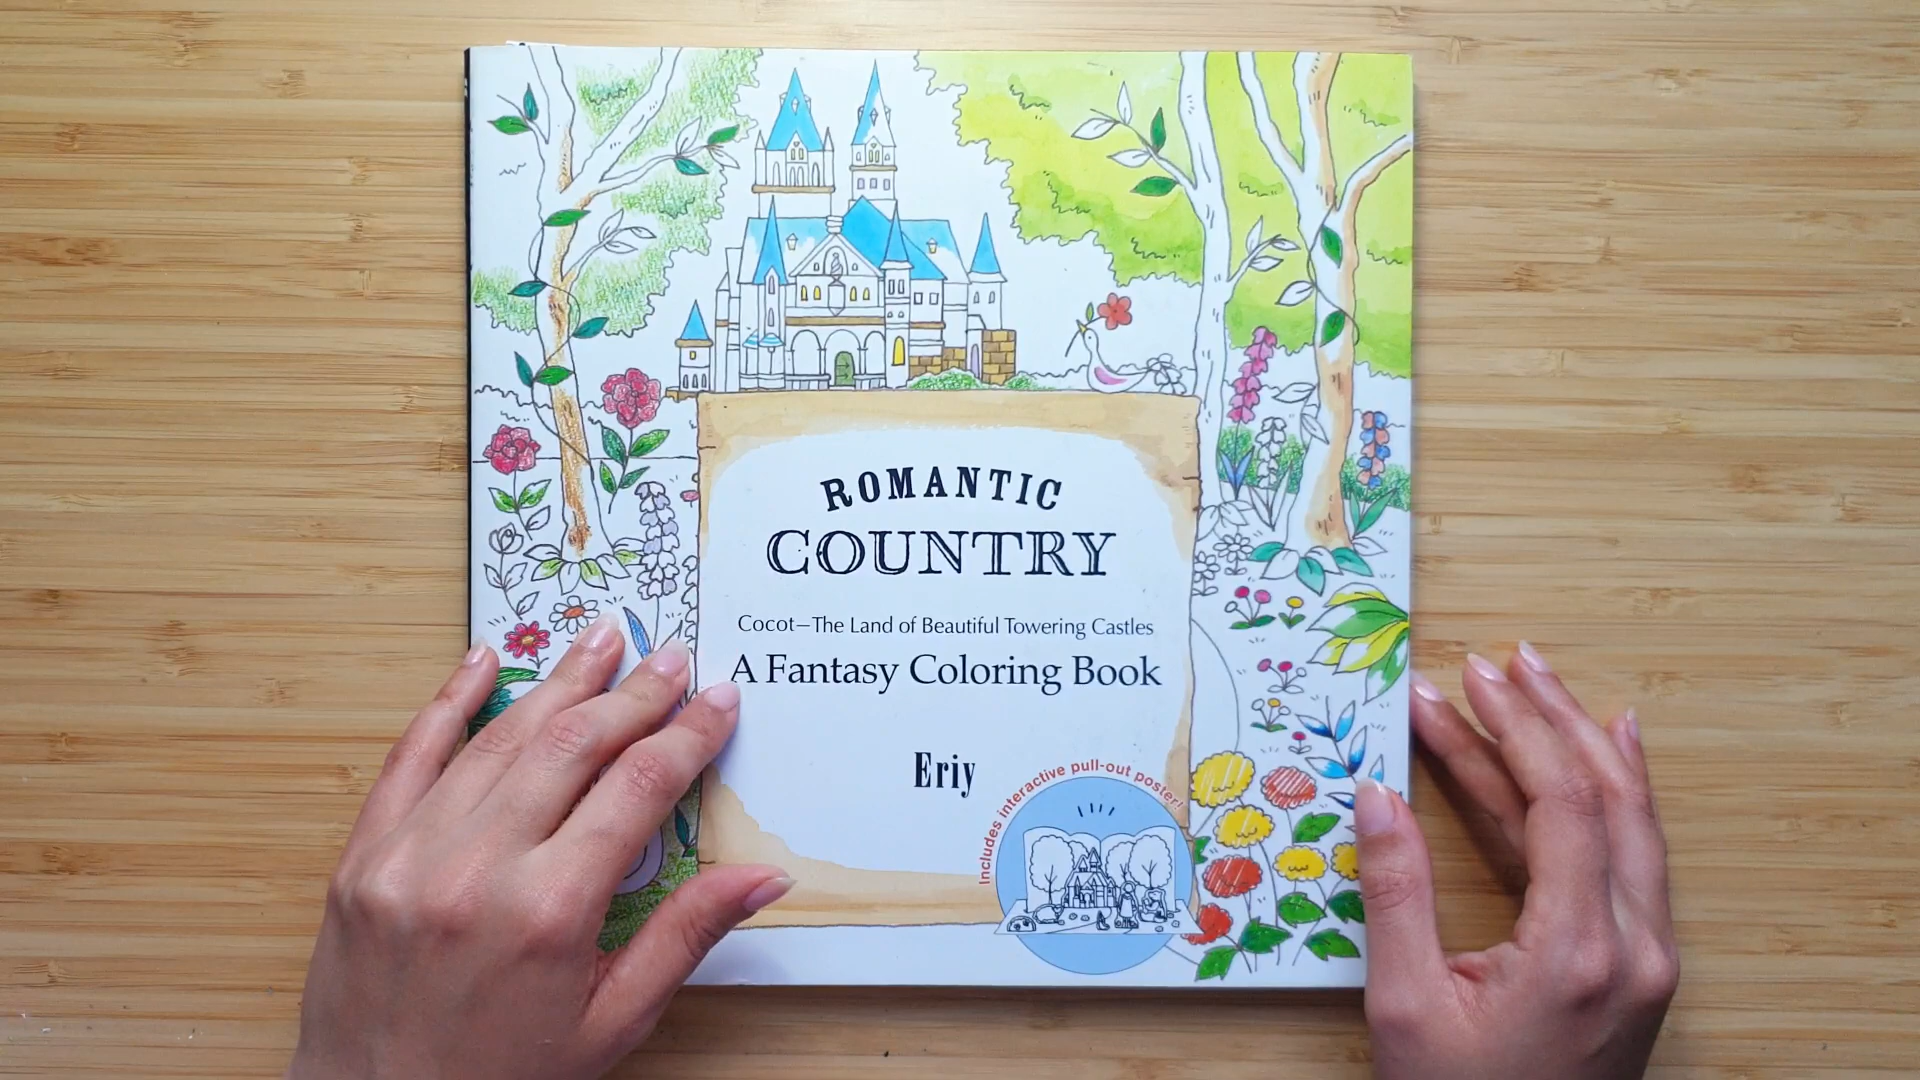 ROMANTIC
COUNTRY
Cocot—The Land of Beautiful Towering Castles
A Fantasy Coloring Book
Eriy
Includes interactive pull-out poster!